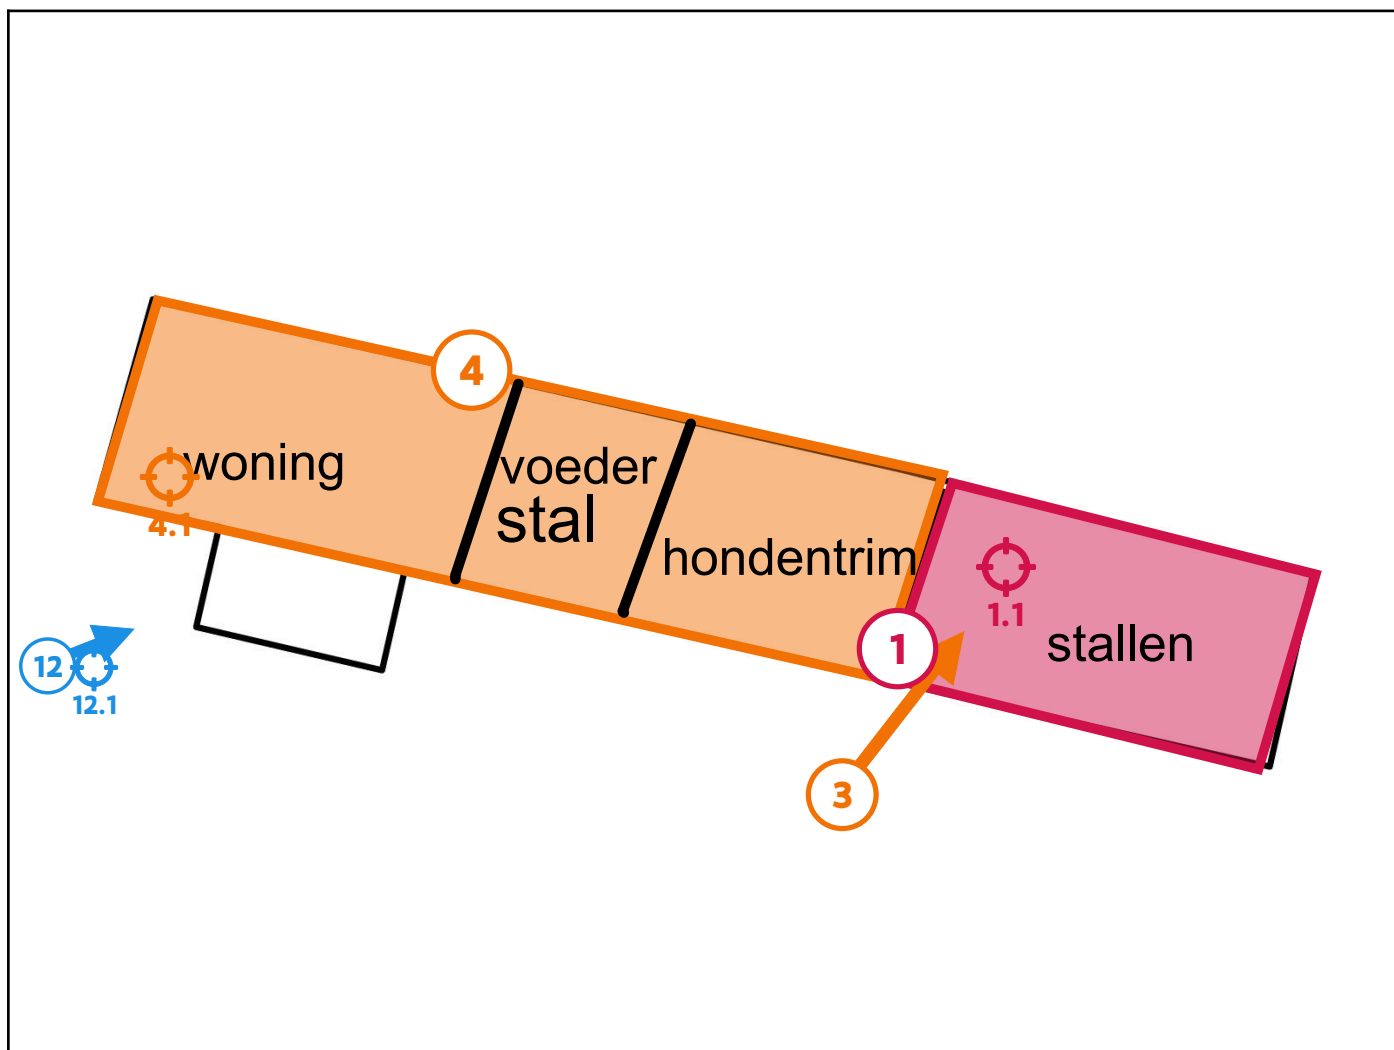 4
woning
voeder
stal
4.1
hondentrim
1.1
1
stallen
12
12.1
3